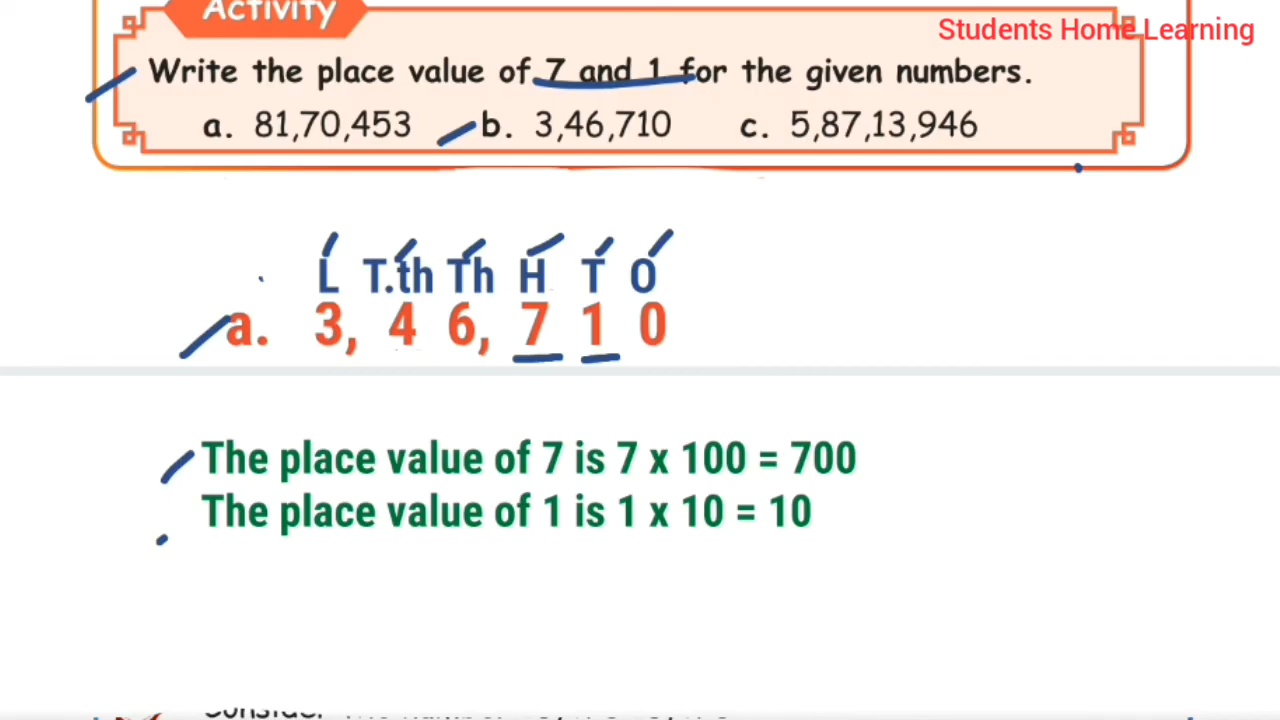 Activity
Students Home Learning
Write the place value of 7 and 1 for the given numbers.
a. 81,70,453 b. 3,46,710 c. 5,87,13,946
L T.th Th H T O
a. 3, 4 6, 7 1 0
The place value of 7 is 7 x 100 = 700
The place value of 1 is 1 x 10 = 10